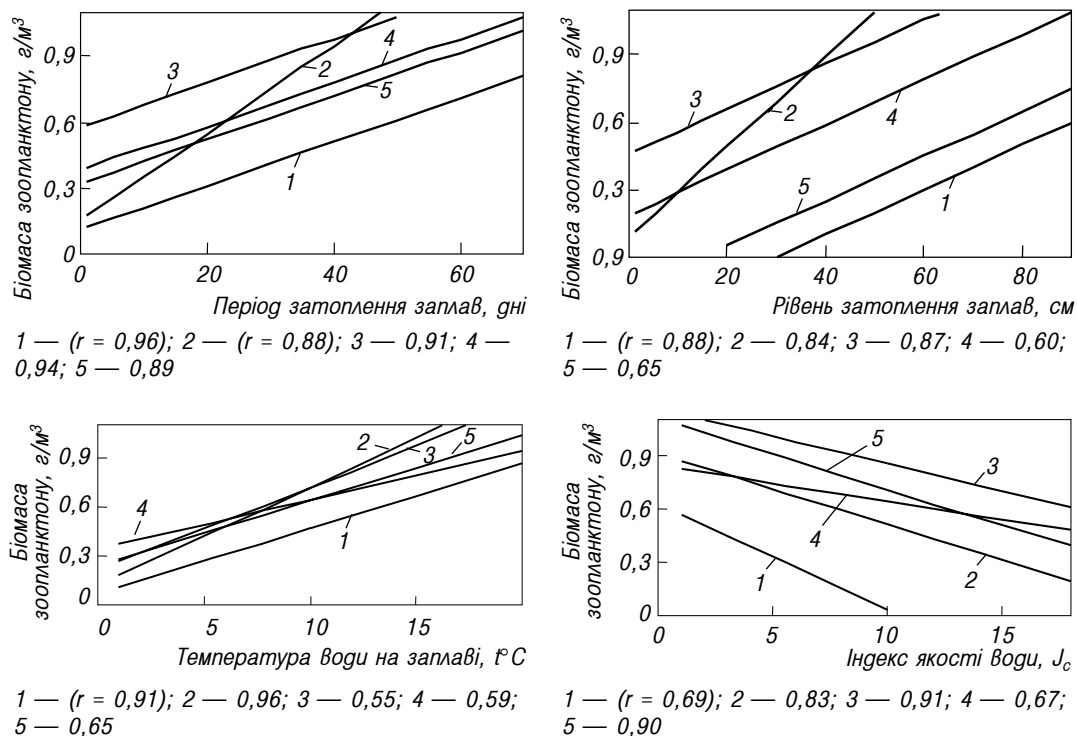 Біомаса зоопланктону, г/м³
0,9
0,6
0,3
0
0 20 40 60
3
2
4
5
1
Період затоплення заплав, дні
1 — (r = 0,96); 2 — (r = 0,88); 3 — 0,91; 4 —
0,94; 5 — 0,89
Біомаса зоопланктону, г/м³
0,9
0,6
0,3
0,9
0 20 40 60 80
3
2
4
5
1
Рівень затоплення заплав, см
1 — (r = 0,88); 2 — 0,84; 3 — 0,87; 4 — 0,60;
5 — 0,65
Біомаса
зоопланктону, г/м³
0,9
0,6
0,3
0
0 5 10 15
4
2
3
5
1
Температура води на заплаві, t°C
1 — (r = 0,91); 2 — 0,96; 3 — 0,55; 4 — 0,59;
5 — 0,65
Біомаса
зоопланктону, г/м³
0,9
0,6
0,3
0
0 5 10 15
5
3
4
1
2
Індекс якості води, Jc
1 — (r = 0,69); 2 — 0,83; 3 — 0,91; 4 — 0,67;
5 — 0,90